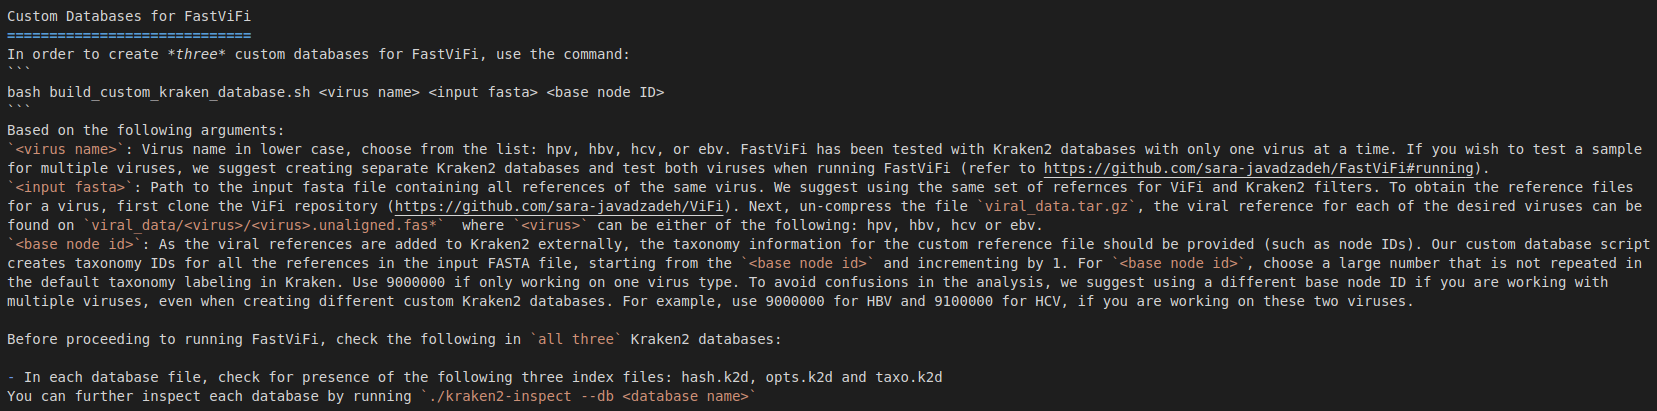 Custom Databases for FastViFi
=============================
In order to create *three* custom databases for FastViFi, use the command:
```
bash build_custom_kraken_database.sh <virus name> <input fasta> <base node ID>
```
Based on the following arguments:
`<virus name>`: Virus name in lower case, choose from the list: hpv, hbv, hcv, or ebv. FastViFi has been tested with Kraken2 databases with only one virus at a time. If you wish to test a sample
for multiple viruses, we suggest creating separate Kraken2 databases and test both viruses when running FastViFi (refer to https://github.com/sara-javadzadeh/FastViFi#running).
`<input fasta>`: Path to the input fasta file containing all references of the same virus. We suggest using the same set of refernces for ViFi and Kraken2 filters. To obtain the reference files
for a virus, first clone the ViFi repository (https://github.com/sara-javadzadeh/ViFi). Next, un-compress the file `viral_data.tar.gz`, the viral reference for each of the desired viruses can be
found on `viral_data/<virus>/<virus>.unaligned.fas*`  where `<virus>` can be either of the following: hpv, hbv, hcv or ebv.
`<base node id>`: As the viral references are added to Kraken2 externally, the taxonomy information for the custom reference file should be provided (such as node IDs). Our custom database script
creates taxonomy IDs for all the references in the input FASTA file, starting from the `<base node id>` and incrementing by 1. For `<base node id>`, choose a large number that is not repeated in
the default taxonomy labeling in Kraken. Use 9000000 if only working on one virus type. To avoid confusions in the analysis, we suggest using a different base node ID if you are working with
multiple viruses, even when creating different custom Kraken2 databases. For example, use 9000000 for HBV and 9100000 for HCV, if you are working on these two viruses.
Before proceeding to running FastViFi, check the following in `all three` Kraken2 databases:
- In each database file, check for presence of the following three index files: hash.k2d, opts.k2d and taxo.k2d
You can further inspect each database by running `./kraken2-inspect --db <database name>`